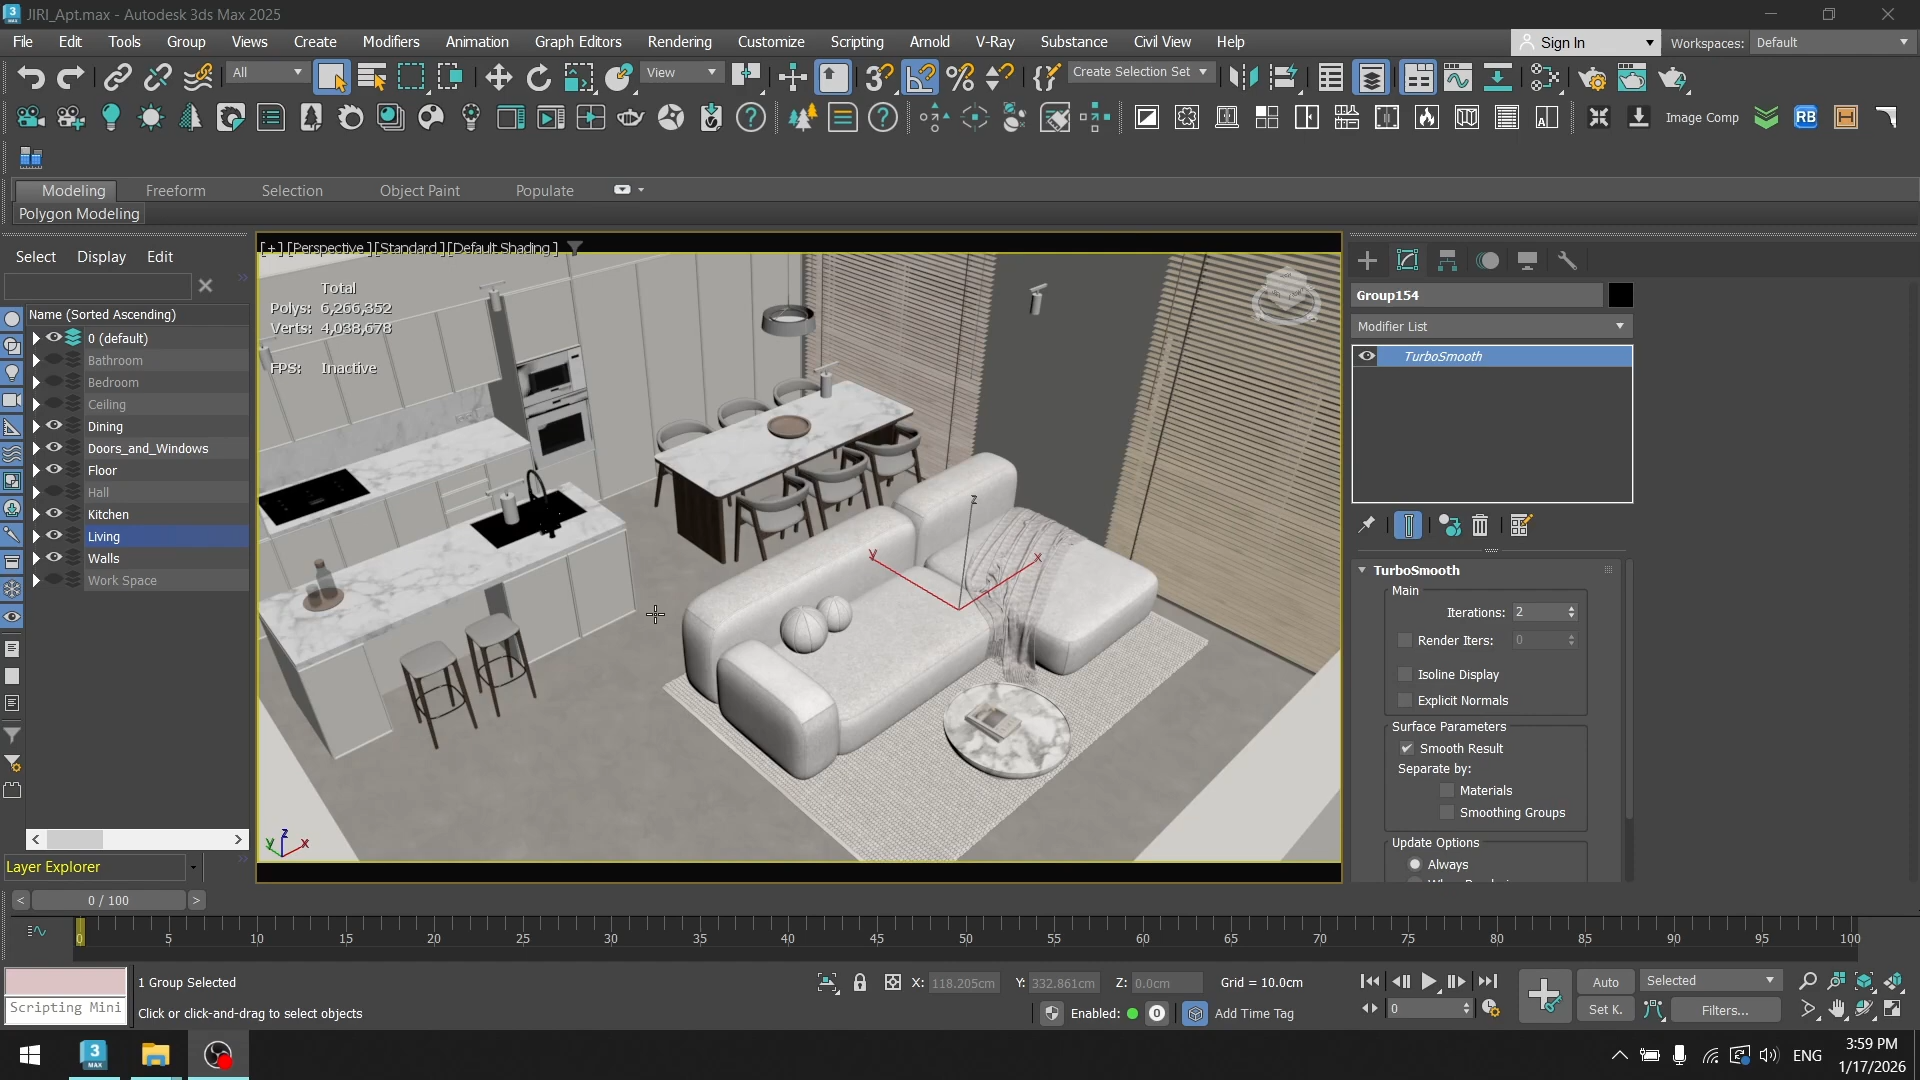 JIRI_Apt.max - Autodesk 3ds Max 2025
File Edit Tools Group Views Create Modifiers Animation Graph Editors Rendering Customize Scripting Arnold V-Ray Substance Civil View Help
Sign In
Workspaces: Default
All
View
Create Selection Set
Image Comp
RB
Modeling Freeform Selection Object Paint Populate
Polygon Modeling
Select Display Edit
Name (Sorted Ascending)
0 (default)
Bathroom
Bedroom
Ceiling
Dining
Doors_and_Windows
Floor
Hall
Kitchen
Living
Walls
Work Space
Layer Explorer
[+] [Perspective] [Standard] [Default Shading]
Total
Polys: 6,266,352
Verts: 4,038,678
FPS: Inactive
z
y x
z
y x
Group154
Modifier List
TurboSmooth
TurboSmooth
Main
Iterations: 2
Render Iters: 0
Isoline Display
Explicit Normals
Surface Parameters
Smooth Result
Separate by:
Materials
Smoothing Groups
Update Options
Always
0 / 100
0 5 10 15 20 25 30 35 40 45 50 55 60 65 70 75 80 85 90 95 100
Scripting Mini
1 Group Selected
Click or click-and-drag to select objects
X: 118.205cm Y: 332.861cm Z: 0.0cm Grid = 10.0cm
Enabled: 0 Add Time Tag
0
Auto Selected
Set K. Filters...
3
MAX
ENG
3:59 PM
1/17/2026